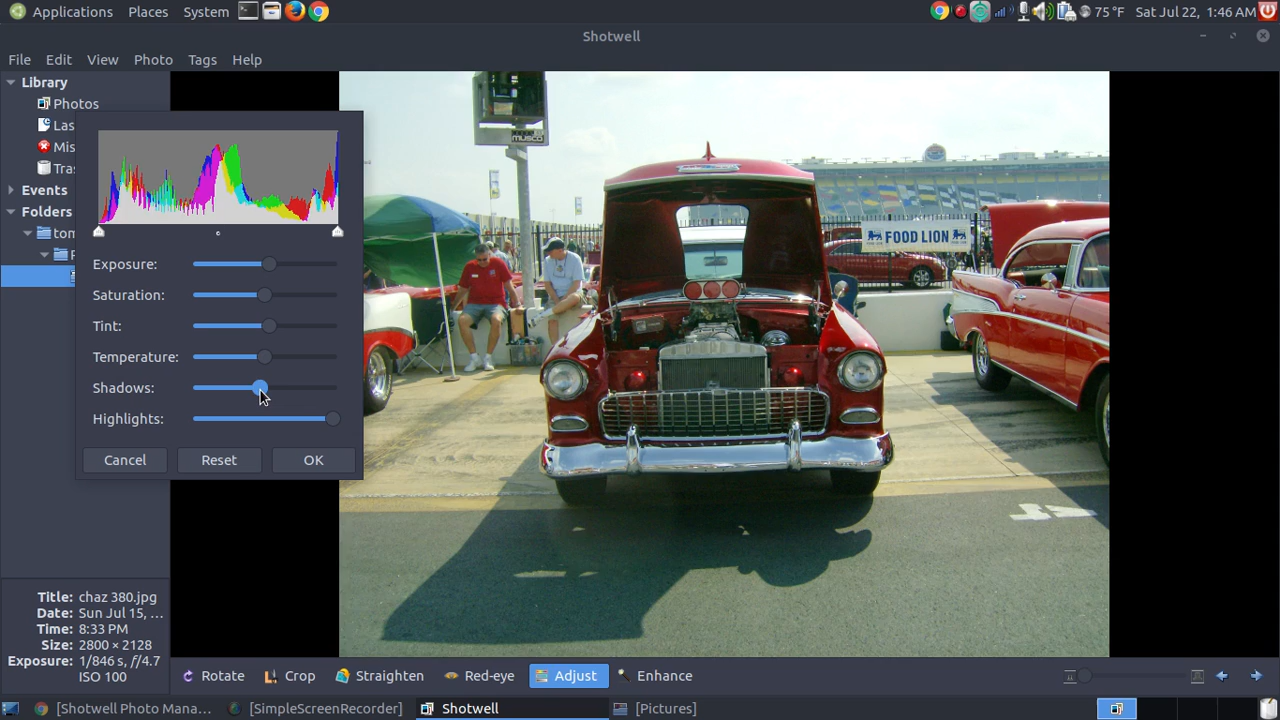 Applications Places System 75 °F Sat Jul 22, 1:46 AM
Shotwell
File Edit View Photo Tags Help
Library
Photos
Las
Mis
Tra
Events
Folders
tom
MUSCO
FOOD LION
Exposure:
Saturation:
Tint:
Temperature:
Shadows:
Highlights:
Cancel Reset OK
Title: chaz 380.jpg
Date: Sun Jul 15, ...
Time: 8:33 PM
Size: 2800 × 2128
Exposure: 1/846 s, f/4.7
ISO 100
Rotate Crop Straighten Red-eye Adjust Enhance
[Shotwell Photo Mana... [SimpleScreenRecorder] Shotwell [Pictures]